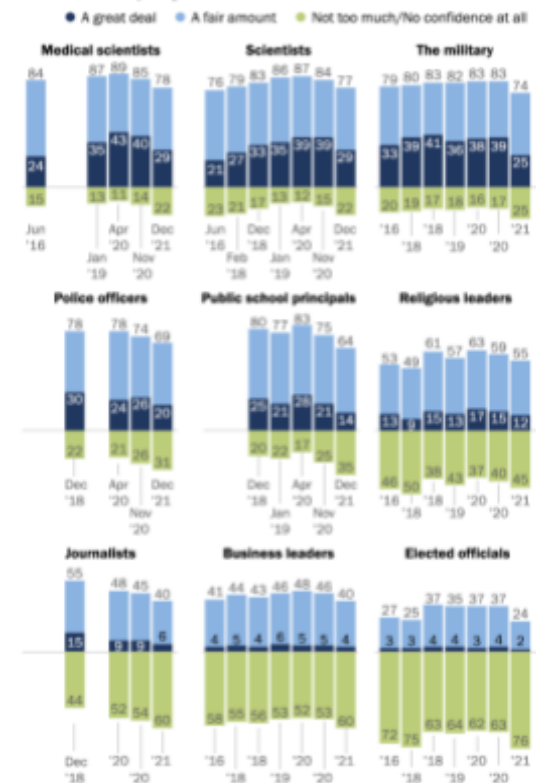 A great deal A fair amount Not too much/No confidence at all
Medical scientists Scientists The military
84 87 89 85 78 76 79 83 86 87 84 77 79 80 83 82 83 83 74
24 35 43 40 29 21 27 33 35 39 39 29 33 39 41 36 38 39 25
15 13 11 14 22 23 21 17 13 12 15 22 20 19 17 18 16 17 25
Jun Apr Dec Jun Dec Apr Dec '16 '18 '20 '21
'16 '20 '21 '16 '18 '20 '21 '18 '19 '20
Jan Nov Feb Jan Nov
'19 '20 '18 '19 '20
Police officers Public school principals Religious leaders
78 78 74 69 80 77 83 75 64 53 49 61 57 63 59 55
30 24 26 20 25 21 28 21 14 13 9 15 13 17 15 12
22 21 26 31 20 22 17 25 35 46 50 38 43 37 40 45
Dec Apr Dec Dec Apr Dec '16 '18 '20 '21
'18 '20 '21 '18 '20 '21 '18 '19 '20
Nov Jan Nov
'20 '19 '20
Journalists Business leaders Elected officials
55 48 45 40 41 44 43 46 48 46 40 27 25 37 35 37 37 24
15 9 9 6 4 5 4 6 5 5 4 3 3 4 4 3 4 2
44 52 54 60 58 55 56 53 52 53 60 72 75 63 64 62 63 76
Dec '20 '21 '16 '18 '20 '21 '16 '18 '20 '21
'18 '20 '18 '19 '20 '18 '19 '20